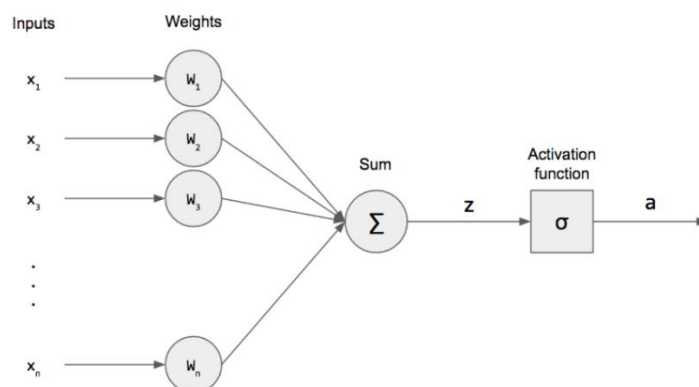 Inputs
Weights
x₁
W₁
x₂
W₂
Sum
Activation
function
x₃
W₃
Σ
z
σ
a
.
.
.
xₙ
Wₙ